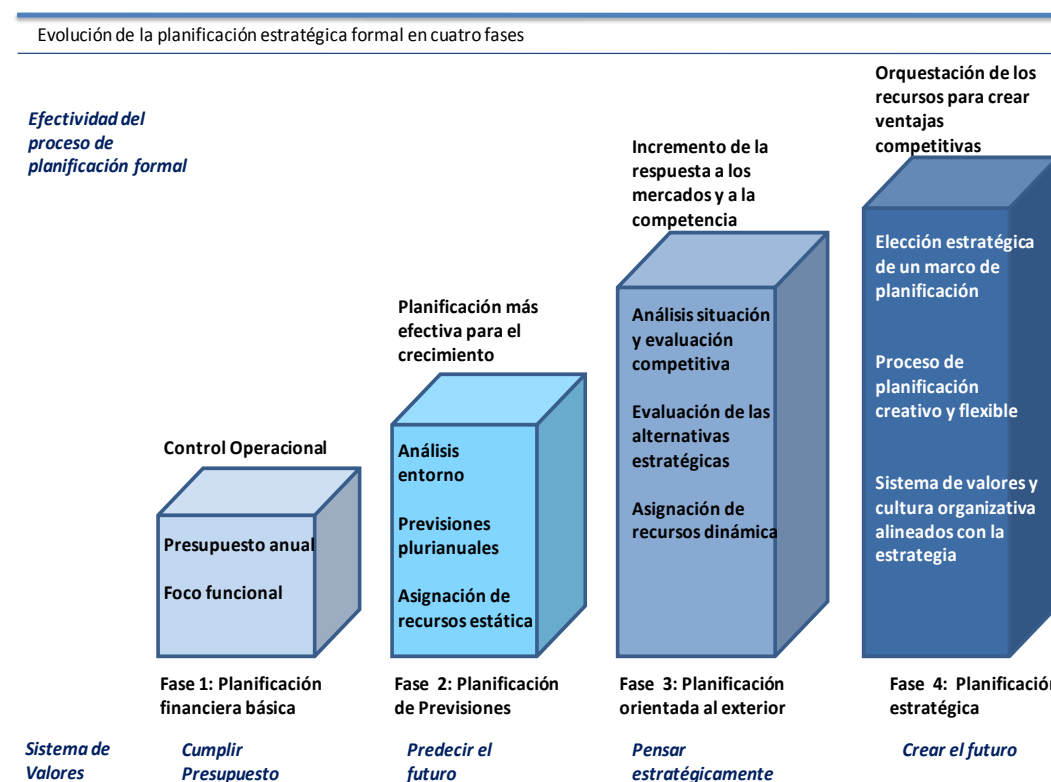 Evolución de la planificación estratégica formal en cuatro fases
Efectividad del
proceso de
planificación formal
Control Operacional
Presupuesto anual
Foco funcional
Fase 1: Planificación
financiera básica
Planificación más
efectiva para el
crecimiento
Análisis
entorno
Previsiones
plurianuales
Asignación de
recursos estática
Fase 2: Planificación
de Previsiones
Incremento de la
respuesta a los
mercados y a la
competencia
Análisis situación
y evaluación
competitiva
Evaluación de las
alternativas
estratégicas
Asignación de
recursos dinámica
Fase 3: Planificación
orientada al exterior
Orquestación de los
recursos para crear
ventajas
competitivas
Elección estratégica
de un marco de
planificación
Proceso de
planificación
creativo y flexible
Sistema de valores y
cultura organizativa
alineados con la
estrategia
Fase 4: Planificación
estratégica
Sistema de
Valores
Cumplir
Presupuesto
Predecir el
futuro
Pensar
estratégicamente
Crear el futuro